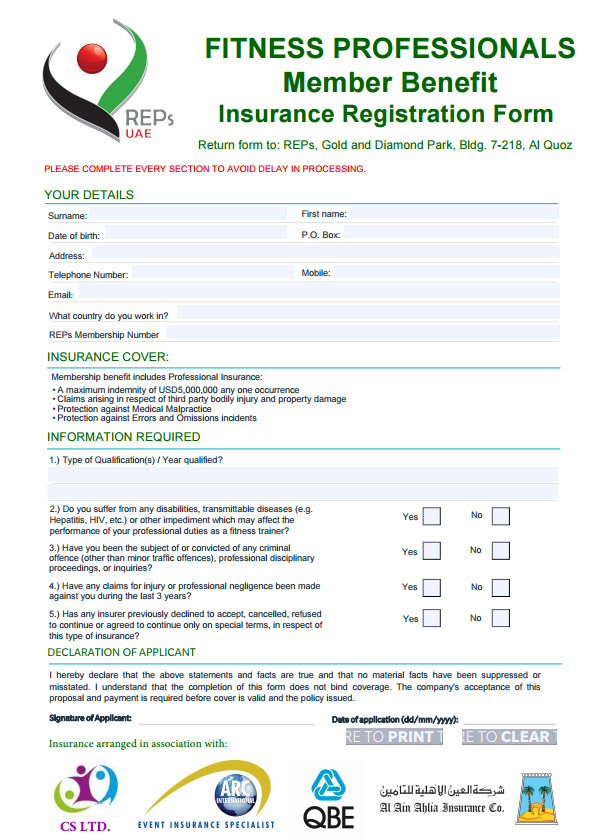 FITNESS PROFESSIONALS
Member Benefit
Insurance Registration Form
REPs
UAE
Return form to: REPs, Gold and Diamond Park, Bldg. 7-218, Al Quoz
PLEASE COMPLETE EVERY SECTION TO AVOID DELAY IN PROCESSING.
YOUR DETAILS
Surname: First name:
Date of birth: P.O. Box:
Address:
Telephone Number: Mobile:
Email:
What country do you work in?
REPs Membership Number
INSURANCE COVER:
Membership benefit includes Professional Insurance:
• A maximum indemnity of USD5,000,000 any one occurrence
• Claims arising in respect of third party bodily injury and property damage
• Protection against Medical Malpractice
• Protection against Errors and Omissions incidents
INFORMATION REQUIRED
1.) Type of Qualification(s) / Year qualified?
2.) Do you suffer from any disabilities, transmittable diseases (e.g.
Hepatitis, HIV, etc.) or other impediment which may affect the
performance of your professional duties as a fitness trainer?
Yes No
3.) Have you been the subject of or convicted of any criminal
offence (other than minor traffic offences), professional disciplinary
proceedings, or inquiries?
Yes No
4.) Have any claims for injury or professional negligence been made
against you during the last 3 years?
Yes No
5.) Has any insurer previously declined to accept, cancelled, refused
to continue or agreed to continue only on special terms, in respect of
this type of insurance?
Yes No
DECLARATION OF APPLICANT
I hereby declare that the above statements and facts are true and that no material facts have been suppressed or
misstated. I understand that the completion of this form does not bind coverage. The company's acceptance of this
proposal and payment is required before cover is valid and the policy issued.
Signature of Applicant: Date of application (dd/mm/yyyy):
RE TO PRINT T RE TO CLEAR T
Insurance arranged in association with:
CS LTD.
ARC
INTERNATIONAL
EVENT INSURANCE SPECIALIST
QBE
شركة العين الاهلية للتامين
Al Ain Ahlia Insurance Co.